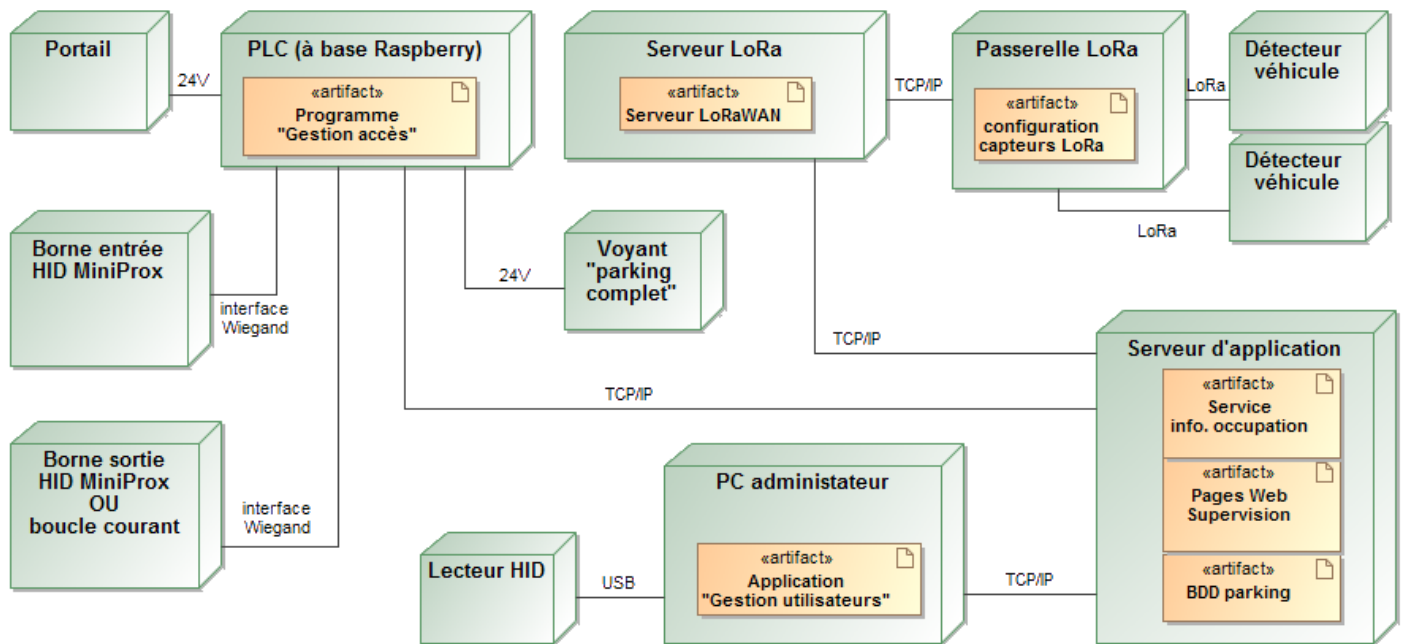 Portail
24V
PLC (à base Raspberry)
«artifact»
Programme
"Gestion accès"
Serveur LoRa
«artifact»
Serveur LoRaWAN
TCP/IP
Passerelle LoRa
«artifact»
configuration
capteurs LoRa
LoRa
Détecteur
véhicule
Détecteur
véhicule
LoRa
Borne entrée
HID MiniProx
interface
Wiegand
24V
Voyant
"parking
complet"
TCP/IP
TCP/IP
Serveur d'application
«artifact»
Service
info. occupation
«artifact»
Pages Web
Supervision
«artifact»
BDD parking
Borne sortie
HID MiniProx
OU
boucle courant
interface
Wiegand
Lecteur HID
USB
PC administateur
«artifact»
Application
"Gestion utilisateurs"
TCP/IP